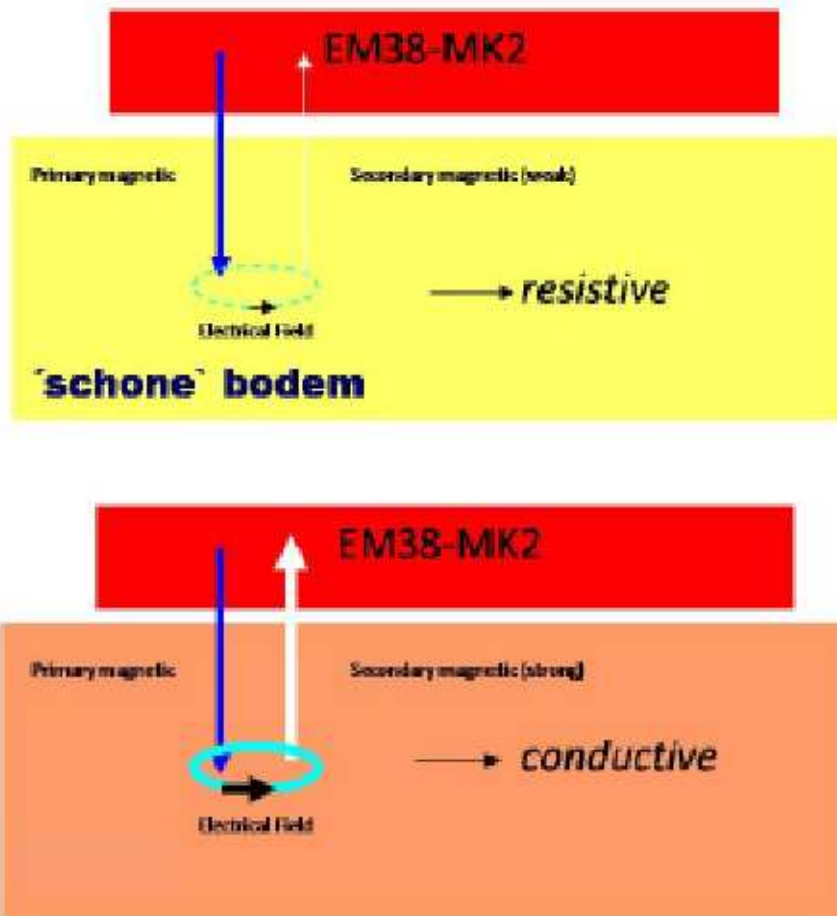 EM38-MK2
Primary magnetic
Secondary magnetic (weak)
resistive
Electrical Field
`schone` bodem
EM38-MK2
Primary magnetic
Secondary magnetic (strong)
conductive
Electrical Field